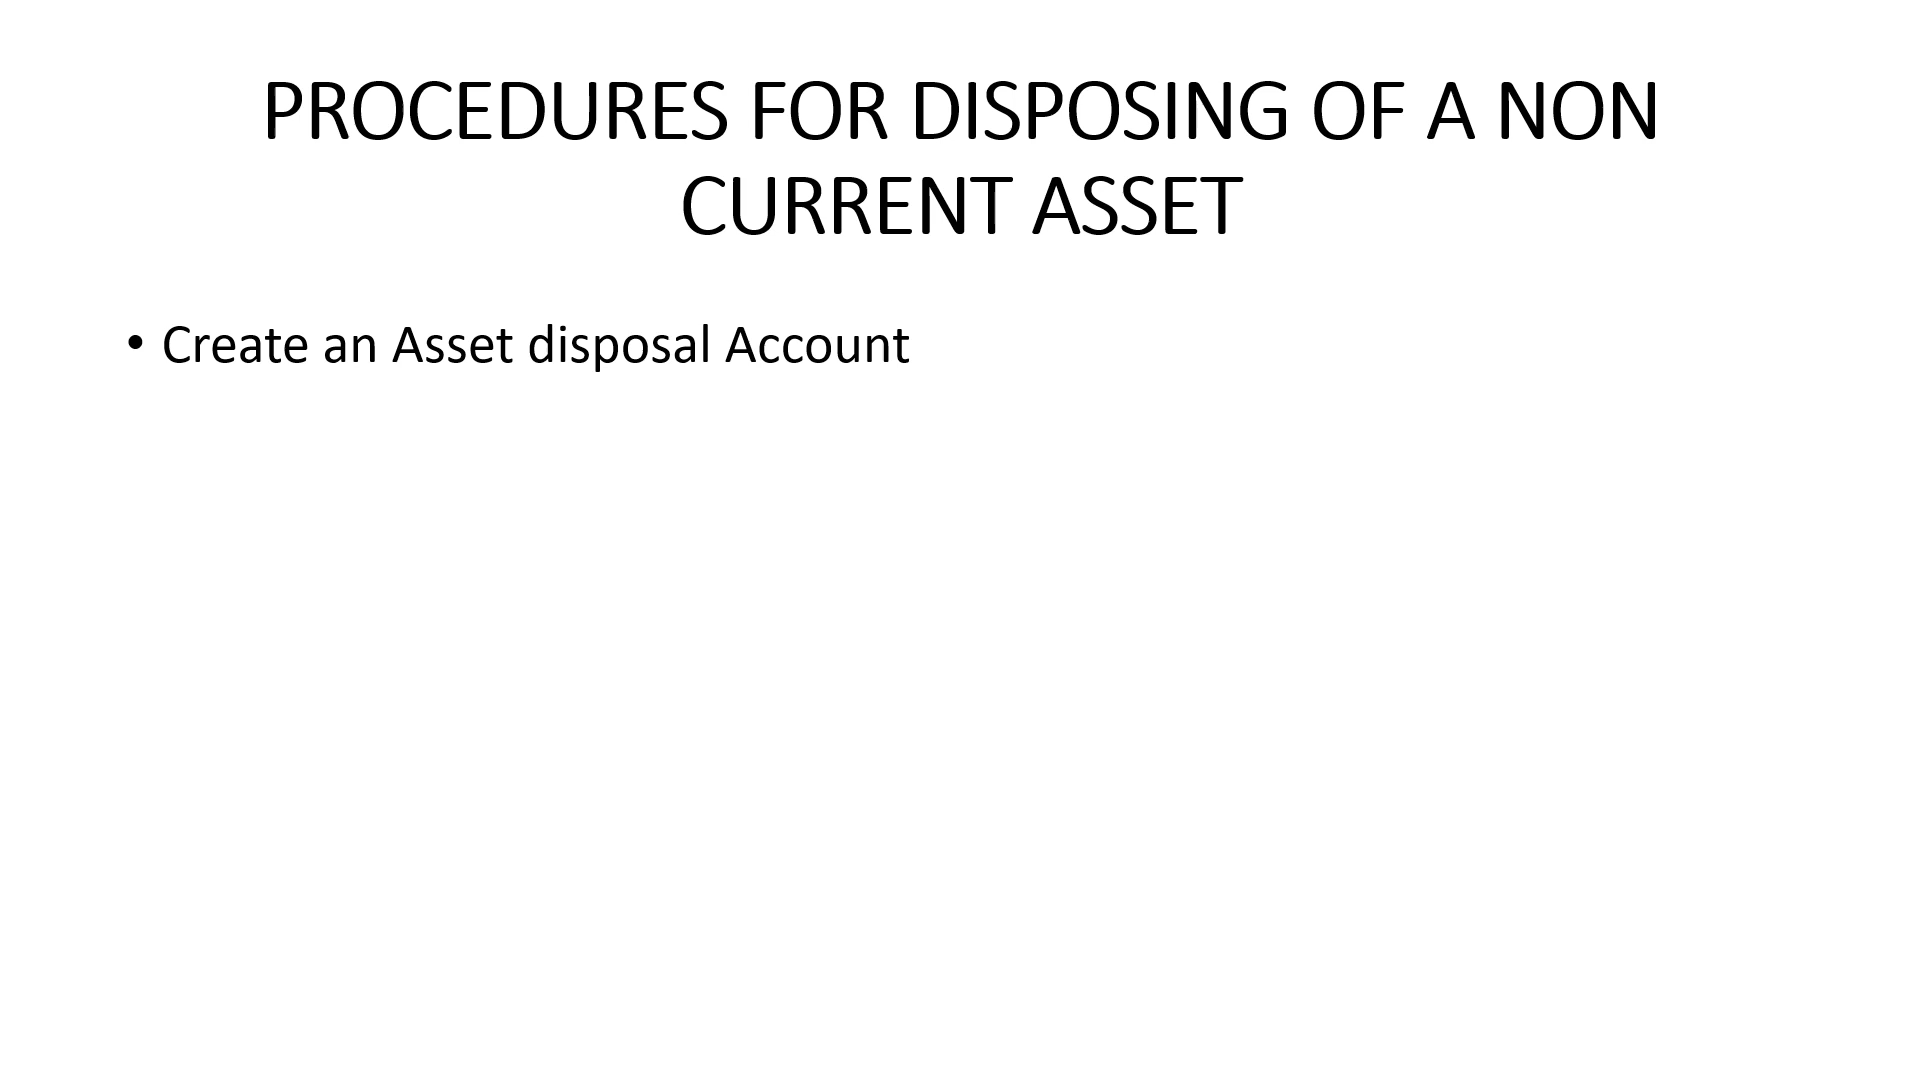 PROCEDURES FOR DISPOSING OF A NON
CURRENT ASSET
• Create an Asset disposal Account